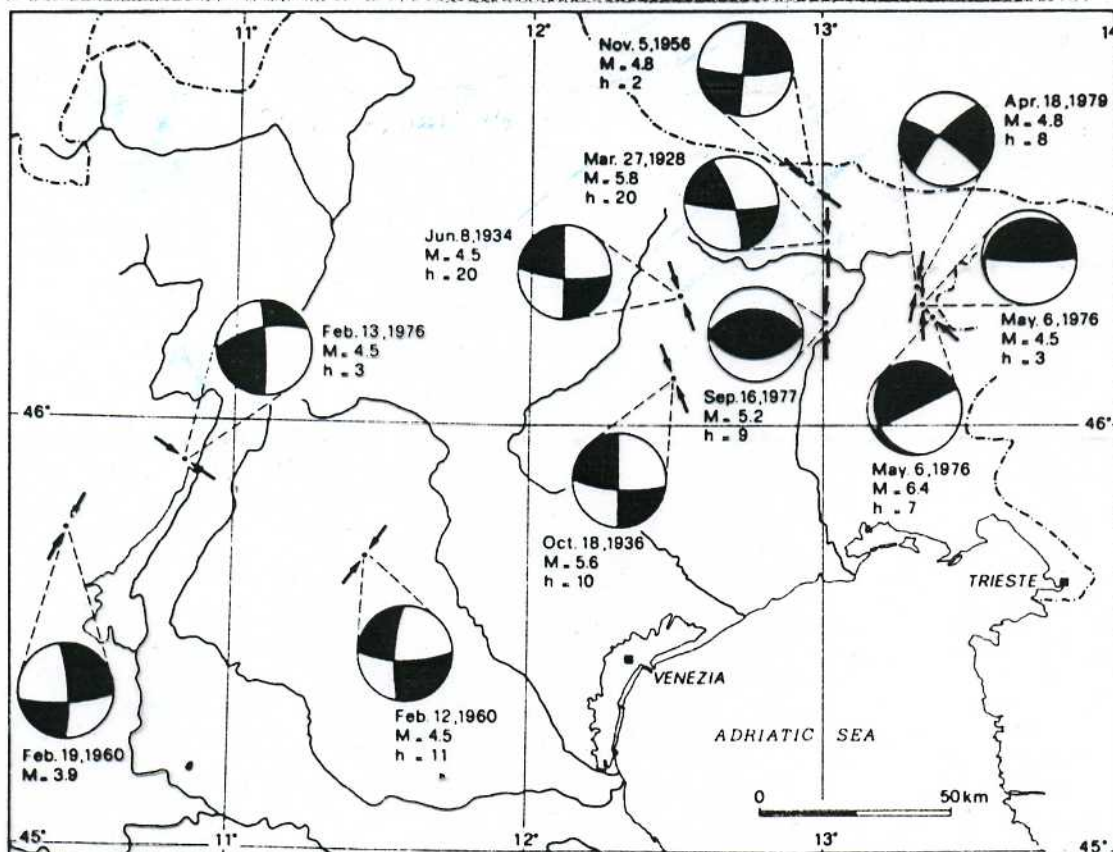 11°
12°
13°
14
Nov. 5,1956
M = 4.8
h = 2
Apr. 18,1979
M = 4.8
h = 8
Mar. 27,1928
M = 5.8
h = 20
Jun. 8,1934
M = 4.5
h = 20
Feb. 13,1976
M = 4.5
h = 3
May. 6,1976
M = 4.5
h = 3
Sep. 16,1977
M = 5.2
h = 9
46°
46°
May. 6,1976
M = 6.4
h = 7
Oct. 18,1936
M = 5.6
h = 10
TRIESTE
VENEZIA
Feb. 12,1960
M = 4.5
h = 11
Feb. 19,1960
M = 3.9
ADRIATIC SEA
0 50 km
45°
11°
12°
13°
45°